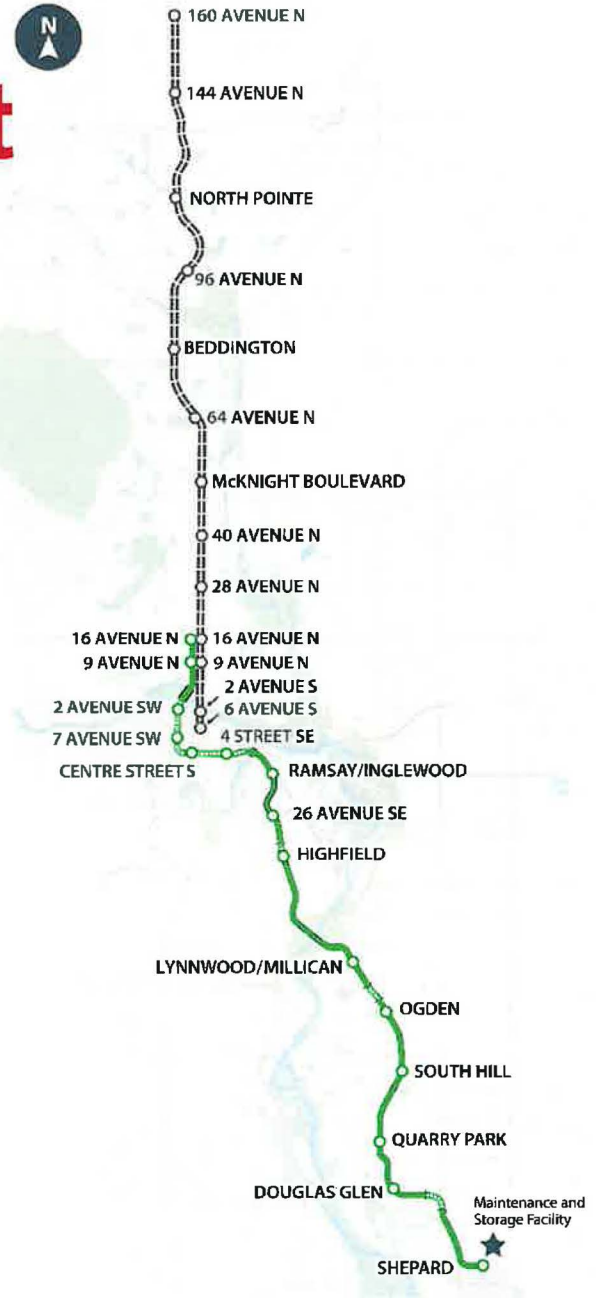 N
160 AVENUE N
t
144 AVENUE N
NORTH POINTE
96 AVENUE N
BEDDINGTON
64 AVENUE N
McKNIGHT BOULEVARD
40 AVENUE N
28 AVENUE N
16 AVENUE N
16 AVENUE N
9 AVENUE N
9 AVENUE N
2 AVENUE S
2 AVENUE SW
6 AVENUE S
7 AVENUE SW
4 STREET SE
CENTRE STREET S
RAMSAY/INGLEWOOD
26 AVENUE SE
HIGHFIELD
LYNNWOOD/MILLICAN
OGDEN
SOUTH HILL
QUARRY PARK
DOUGLAS GLEN
Maintenance and
Storage Facility
SHEPARD